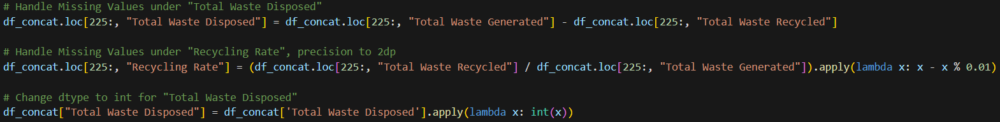 # Handle Missing Values under "Total Waste Disposed"
df_concat.loc[225:, "Total Waste Disposed"] = df_concat.loc[225:, "Total Waste Generated"] - df_concat.loc[225:, "Total Waste Recycled"]
# Handle Missing Values under "Recycling Rate", precision to 2dp
df_concat.loc[225:, "Recycling Rate"] = (df_concat.loc[225:, "Total Waste Recycled"] / df_concat.loc[225:, "Total Waste Generated"]).apply(lambda x: x - x % 0.01)
# Change dtype to int for "Total Waste Disposed"
df_concat["Total Waste Disposed"] = df_concat['Total Waste Disposed'].apply(lambda x: int(x))